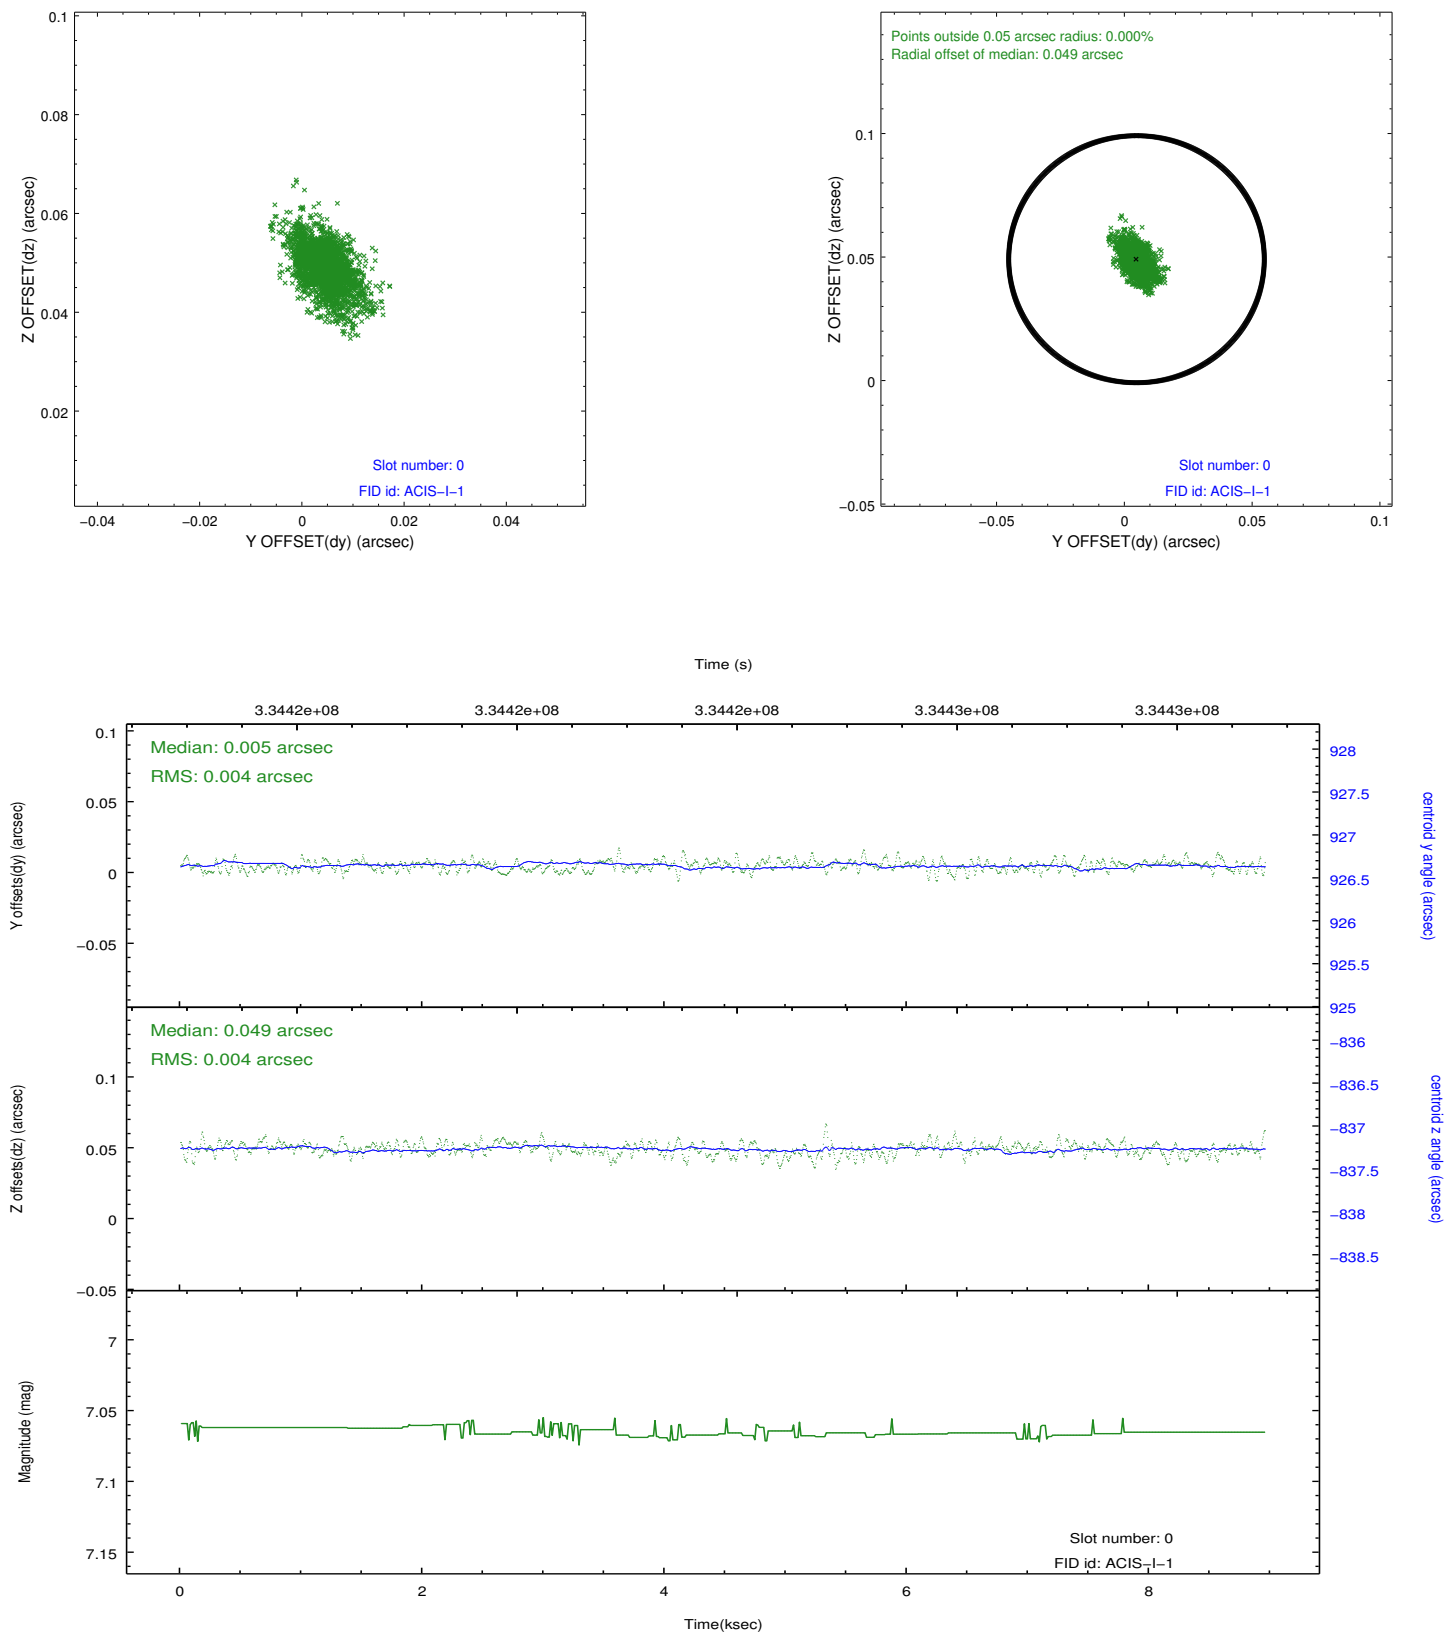 0.1
0.08
0.06
0.04
0.02
Z OFFSET(dz) (arcsec)
Slot number: 0
FID id: ACIS−I−1
−0.04
−0.02
0
0.02
0.04
Y OFFSET(dy) (arcsec)
Points outside 0.05 arcsec radius: 0.000%
Radial offset of median: 0.049 arcsec
0.1
0.05
0
−0.05
Z OFFSET(dz) (arcsec)
Slot number: 0
FID id: ACIS−I−1
−0.05
0
0.05
0.1
Y OFFSET(dy) (arcsec)
Time (s)
3.3442e+08
3.3442e+08
3.3442e+08
3.3443e+08
3.3443e+08
Median: 0.005 arcsec
RMS: 0.004 arcsec
0.1
0.05
0
−0.05
Y offsets(dy) (arcsec)
928
927.5
927
926.5
926
925.5
925
centroid y angle (arcsec)
Median: 0.049 arcsec
RMS: 0.004 arcsec
0.1
0.05
0
−0.05
Z offsets(dz) (arcsec)
−836
−836.5
−837
−837.5
−838
−838.5
centroid z angle (arcsec)
7
7.05
7.1
7.15
Magnitude (mag)
Slot number: 0
FID id: ACIS−I−1
0
2
4
6
8
Time(ksec)